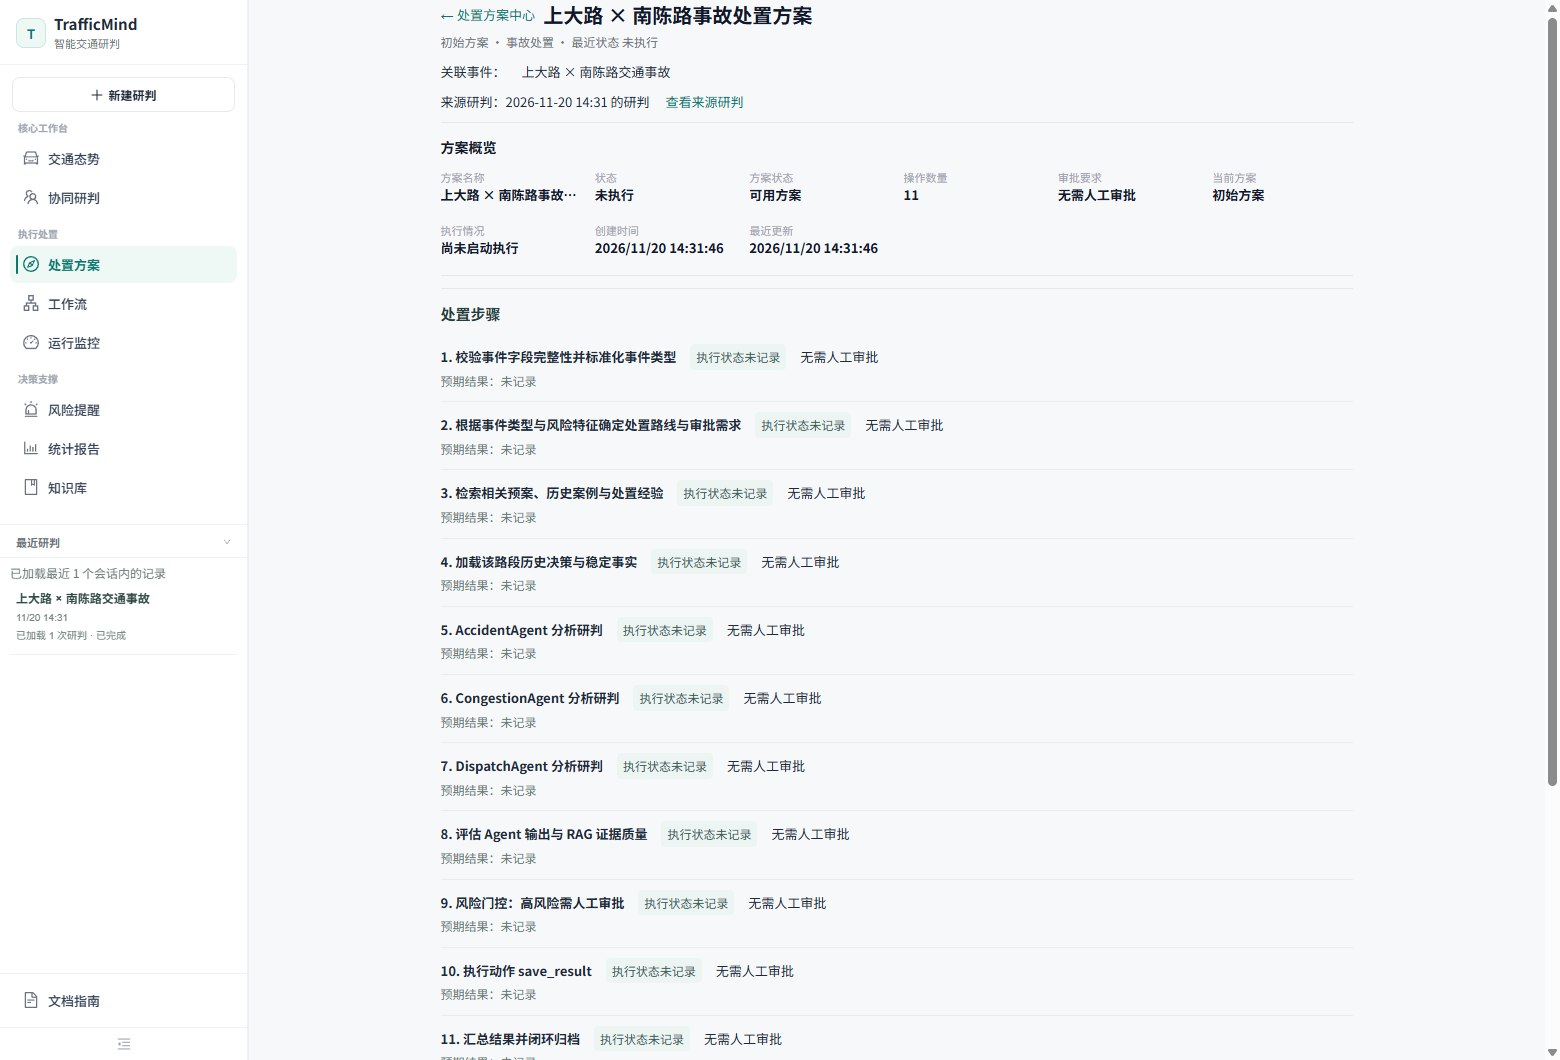 T
TrafficMind
智能交通研判
新建研判
核心工作台
交通态势
协同研判
执行处置
处置方案
工作流
运行监控
决策支撑
风险提醒
统计报告
知识库
最近研判
已加载最近 1 个会话内的记录
上大路 × 南陈路交通事故
11/20 14:31
已加载 1 次研判 · 已完成
文档指南
← 处置方案中心 上大路 × 南陈路事故处置方案
初始方案 • 事故处置 • 最近状态 未执行
关联事件： 上大路 × 南陈路交通事故
来源研判：2026-11-20 14:31 的研判 查看来源研判
方案概览
方案名称 状态 方案状态 操作数量 审批要求 当前方案
上大路 × 南陈路事故… 未执行 可用方案 11 无需人工审批 初始方案
执行情况 创建时间 最近更新
尚未启动执行 2026/11/20 14:31:46 2026/11/20 14:31:46
处置步骤
1. 校验事件字段完整性并标准化事件类型 执行状态未记录 无需人工审批
预期结果：未记录
2. 根据事件类型与风险特征确定处置路线与审批需求 执行状态未记录 无需人工审批
预期结果：未记录
3. 检索相关预案、历史案例与处置经验 执行状态未记录 无需人工审批
预期结果：未记录
4. 加载该路段历史决策与稳定事实 执行状态未记录 无需人工审批
预期结果：未记录
5. AccidentAgent 分析研判 执行状态未记录 无需人工审批
预期结果：未记录
6. CongestionAgent 分析研判 执行状态未记录 无需人工审批
预期结果：未记录
7. DispatchAgent 分析研判 执行状态未记录 无需人工审批
预期结果：未记录
8. 评估 Agent 输出与 RAG 证据质量 执行状态未记录 无需人工审批
预期结果：未记录
9. 风险门控：高风险需人工审批 执行状态未记录 无需人工审批
预期结果：未记录
10. 执行动作 save_result 执行状态未记录 无需人工审批
预期结果：未记录
11. 汇总结果并闭环归档 执行状态未记录 无需人工审批